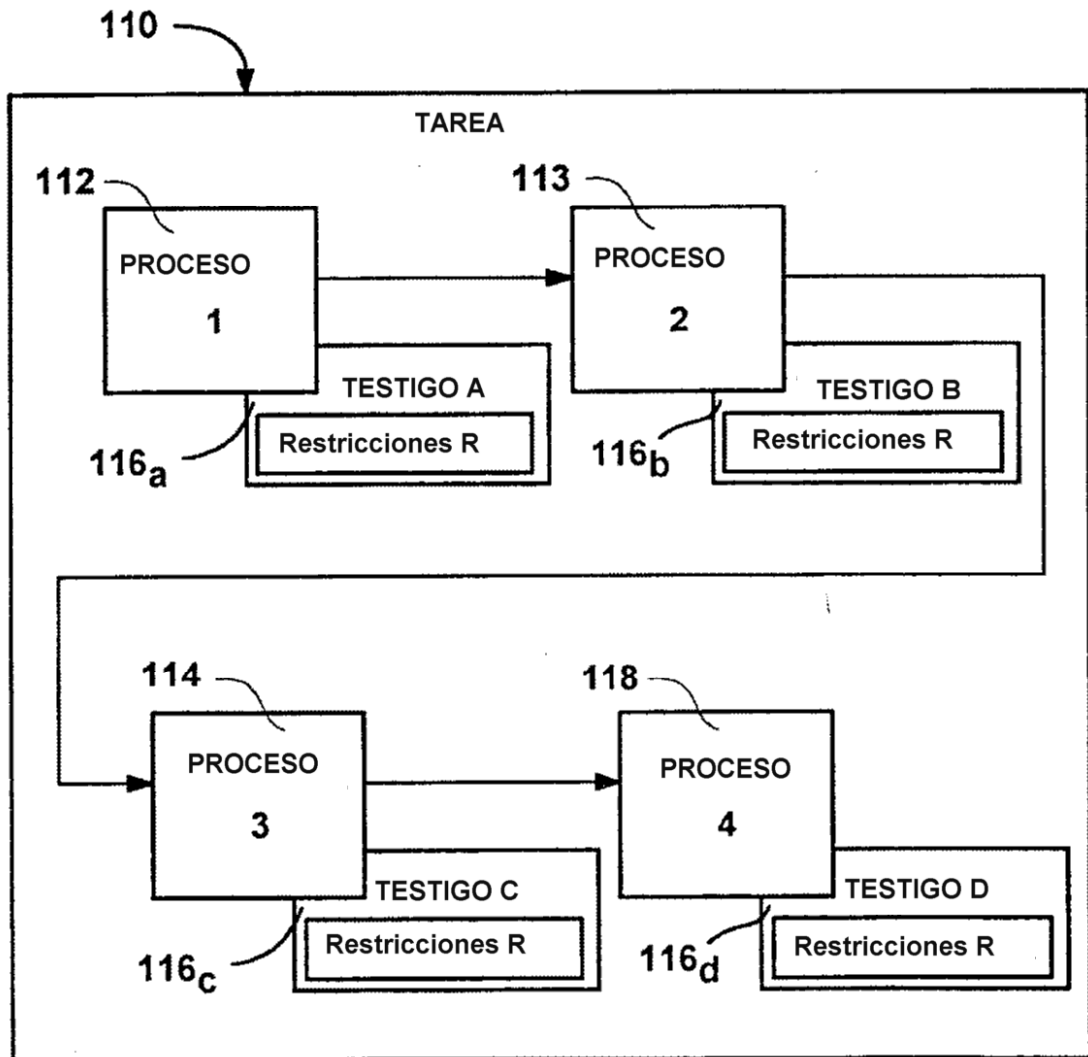 110
TAREA
112
113
PROCESO
1
PROCESO
2
TESTIGO A
TESTIGO B
Restricciones R
Restricciones R
116a
116b
114
118
PROCESO
3
PROCESO
4
TESTIGO C
TESTIGO D
Restricciones R
Restricciones R
116c
116d